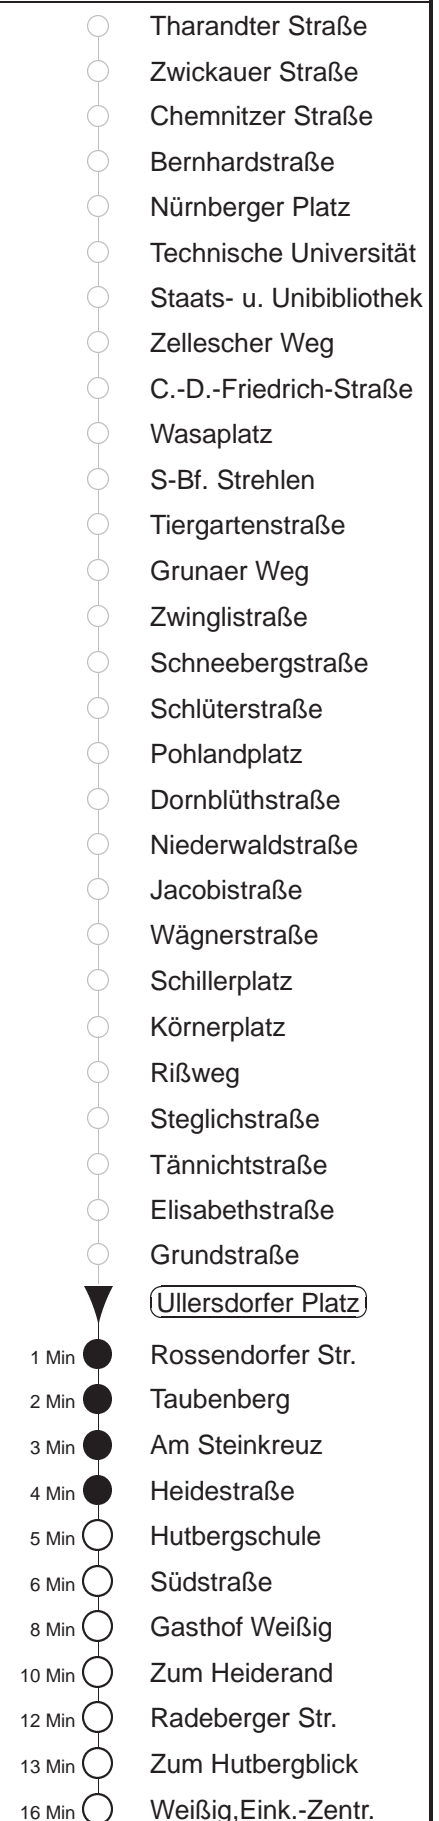 Tharandter Straße
Zwickauer Straße
Chemnitzer Straße
Bernhardstraße
Nürnberger Platz
Technische Universität
Staats- u. Unibibliothek
Zellescher Weg
C.-D.-Friedrich-Straße
Wasaplatz
S-Bf. Strehlen
Tiergartenstraße
Grunaer Weg
Zwinglistraße
Schneebergstraße
Schlüterstraße
Pohlandplatz
Dornblüthstraße
Niederwaldstraße
Jacobistraße
Wägnerstraße
Schillerplatz
Körnerplatz
Rißweg
Steglichstraße
Tännichtstraße
Elisabethstraße
Grundstraße
Ullersdorfer Platz
1 Min Rossendorfer Str.
2 Min Taubenberg
3 Min Am Steinkreuz
4 Min Heidestraße
5 Min Hutbergschule
6 Min Südstraße
8 Min Gasthof Weißig
10 Min Zum Heiderand
12 Min Radeberger Str.
13 Min Zum Hutbergblick
16 Min Weißig,Eink.-Zentr.